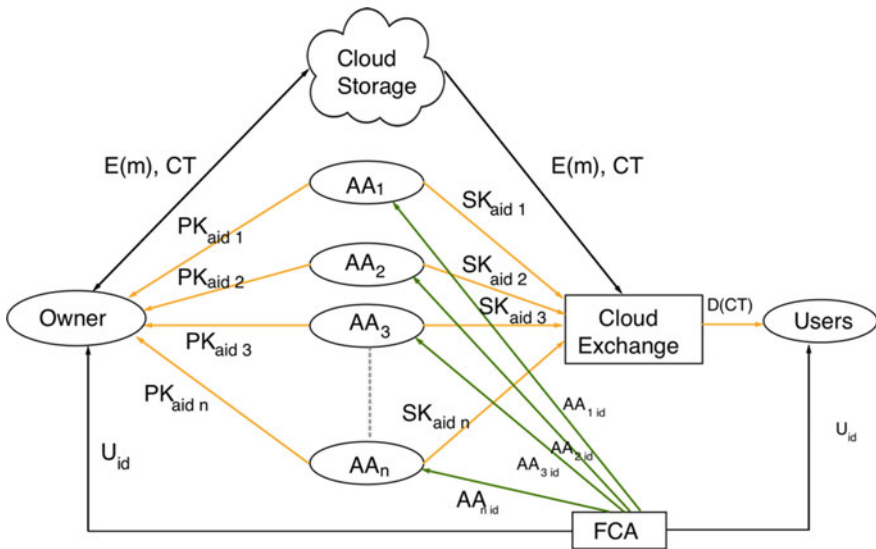 Cloud
Storage
E(m), CT
E(m), CT
AA1
PKaid 1
SKaid 1
AA2
PKaid 2
SKaid 2
Owner
AA3
PKaid 3
SKaid 3
Cloud
Exchange
D(CT)
Users
PKaid n
SKaid n
AA1 id
Uid
AAn
AA2 id
AA3 id
Uid
AAn id
FCA